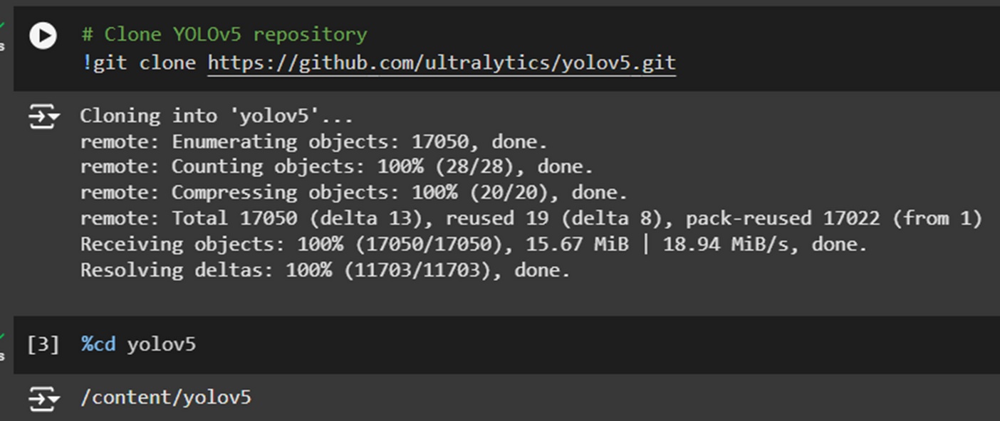 # Clone YOLOv5 repository
!git clone https://github.com/ultralytics/yolov5.git
Cloning into 'yolov5'...
remote: Enumerating objects: 17050, done.
remote: Counting objects: 100% (28/28), done.
remote: Compressing objects: 100% (20/20), done.
remote: Total 17050 (delta 13), reused 19 (delta 8), pack-reused 17022 (from 1)
Receiving objects: 100% (17050/17050), 15.67 MiB | 18.94 MiB/s, done.
Resolving deltas: 100% (11703/11703), done.
[3] %cd yolov5
/content/yolov5